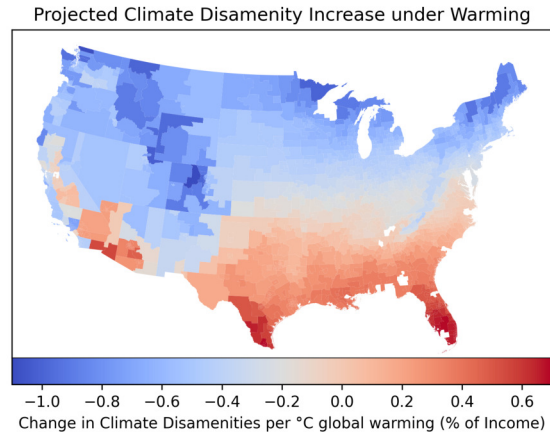 Projected Climate Disamenity Increase under Warming
−1.0 −0.8 −0.6 −0.4 −0.2 0.0 0.2 0.4 0.6
Change in Climate Disamenities per °C global warming (% of Income)